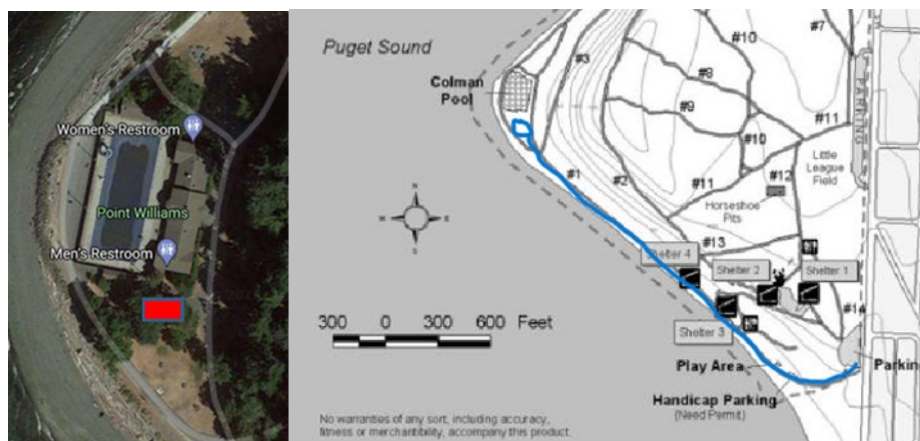 Women's Restroom
Point Williams
Men's Restroom
Puget Sound
Colman
Pool
#3
#10
#7
#8
#9
#10
#11
PARKING
#1
#2
#11
#12
Little
League
Field
Horseshoe
Pits
#13
Shelter 4
Shelter 2
Shelter 1
#14
Shelter 3
300 0 300 600 Feet
Play Area
Parkin
Handicap Parking
(Need Permit)
No warranties of any sort, including accuracy,
fitness or merchantibility, accompany this product.